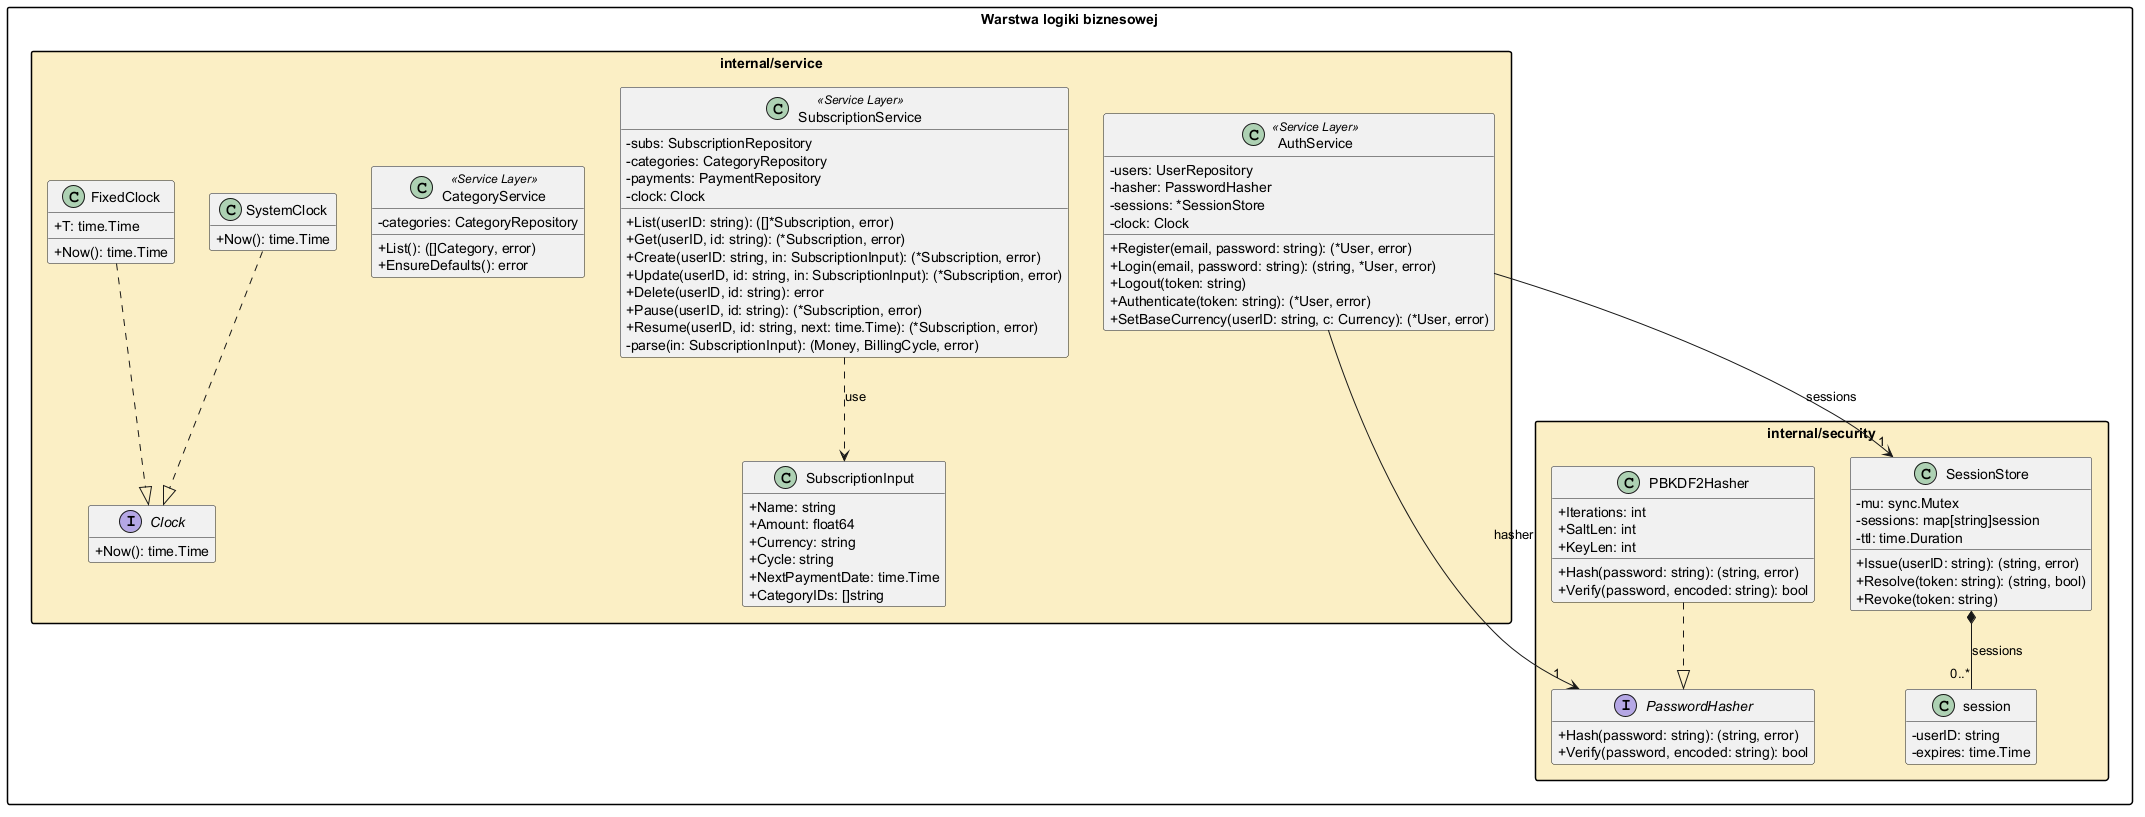 Warstwa logiki biznesowej
internal/service
C FixedClock
+T: time.Time
+Now(): time.Time
C SystemClock
+Now(): time.Time
«Service Layer»
C CategoryService
-categories: CategoryRepository
+List(): ([]Category, error)
+EnsureDefaults(): error
«Service Layer»
C SubscriptionService
-subs: SubscriptionRepository
-categories: CategoryRepository
-payments: PaymentRepository
-clock: Clock
+List(userID: string): ([]*Subscription, error)
+Get(userID, id: string): (*Subscription, error)
+Create(userID: string, in: SubscriptionInput): (*Subscription, error)
+Update(userID, id: string, in: SubscriptionInput): (*Subscription, error)
+Delete(userID, id: string): error
+Pause(userID, id: string): (*Subscription, error)
+Resume(userID, id: string, next: time.Time): (*Subscription, error)
-parse(in: SubscriptionInput): (Money, BillingCycle, error)
«Service Layer»
C AuthService
-users: UserRepository
-hasher: PasswordHasher
-sessions: *SessionStore
-clock: Clock
+Register(email, password: string): (*User, error)
+Login(email, password: string): (string, *User, error)
+Logout(token: string)
+Authenticate(token: string): (*User, error)
+SetBaseCurrency(userID: string, c: Currency): (*User, error)
use
sessions
1
hasher
1
I Clock
+Now(): time.Time
C SubscriptionInput
+Name: string
+Amount: float64
+Currency: string
+Cycle: string
+NextPaymentDate: time.Time
+CategoryIDs: []string
internal/security
C PBKDF2Hasher
+Iterations: int
+SaltLen: int
+KeyLen: int
+Hash(password: string): (string, error)
+Verify(password, encoded: string): bool
C SessionStore
-mu: sync.Mutex
-sessions: map[string]session
-ttl: time.Duration
+Issue(userID: string): (string, error)
+Resolve(token: string): (string, bool)
+Revoke(token: string)
sessions
0..*
I PasswordHasher
+Hash(password: string): (string, error)
+Verify(password, encoded: string): bool
C session
-userID: string
-expires: time.Time